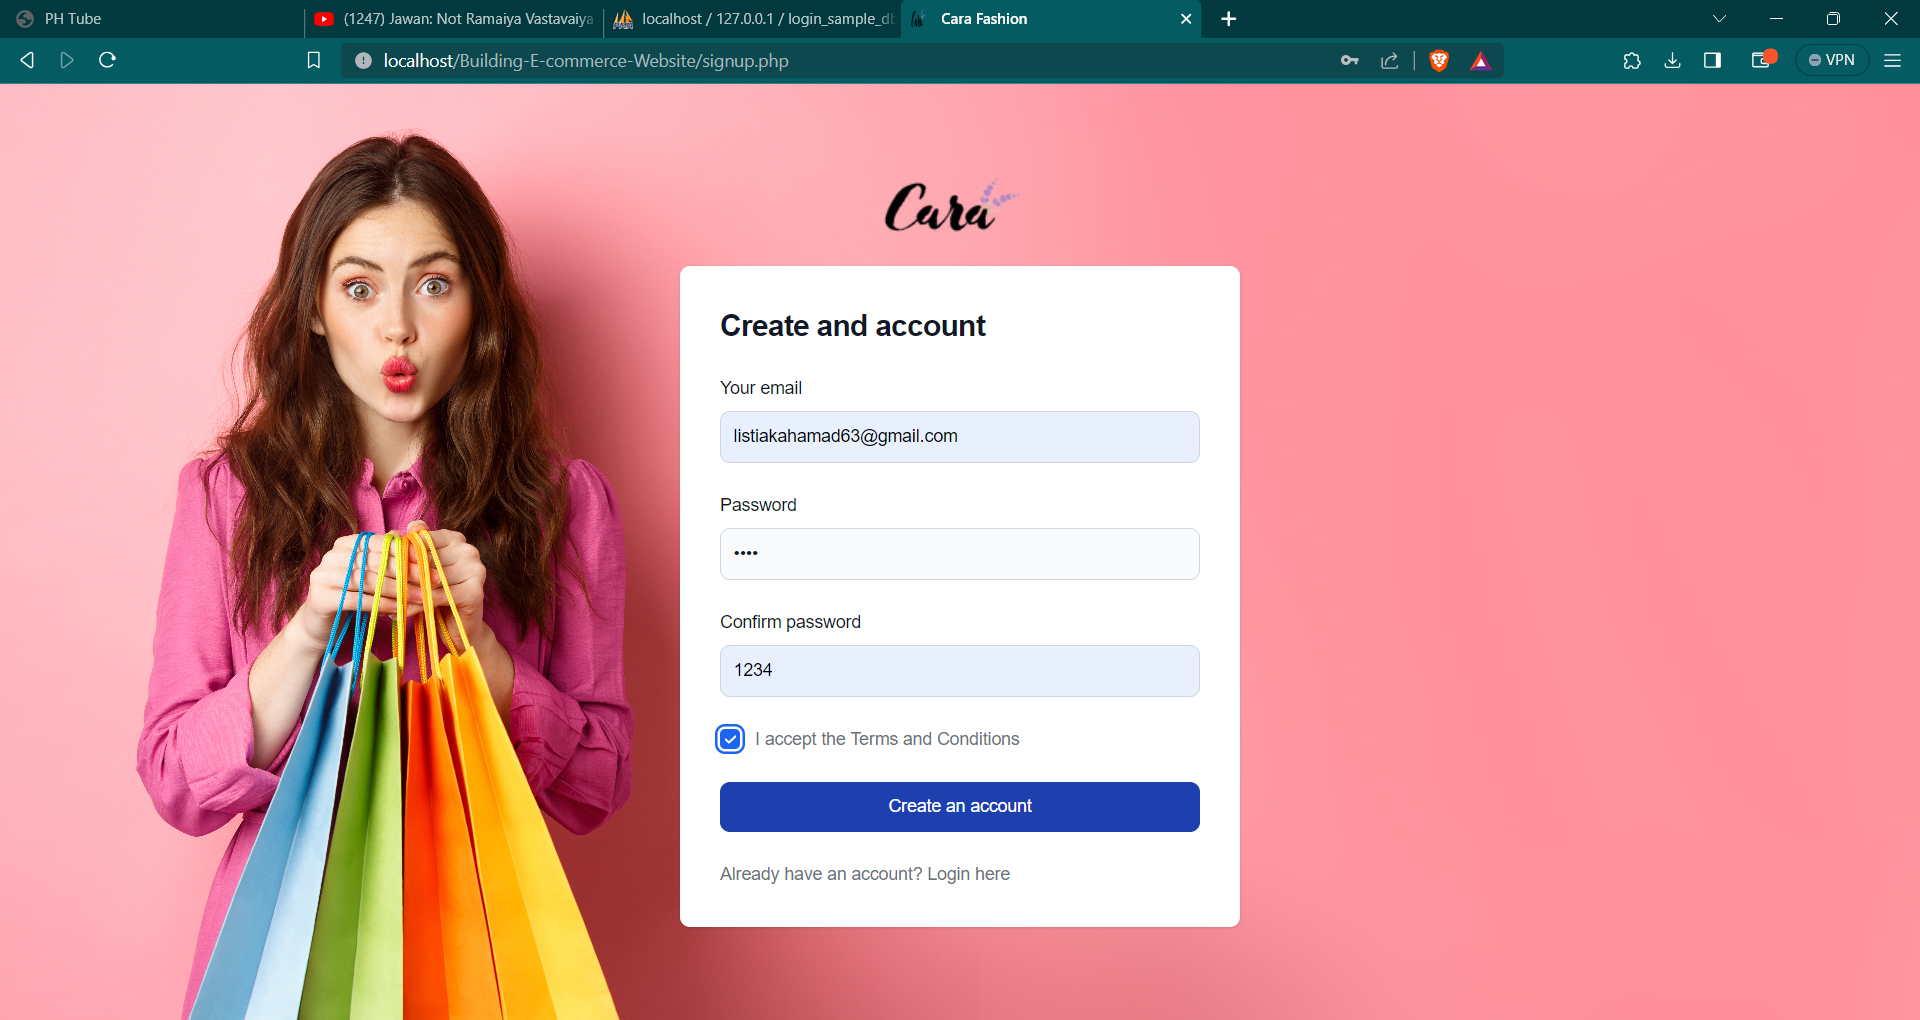 PH Tube
(1247) Jawan: Not Ramaiya Vastavaiya
localhost / 127.0.0.1 / login_sample_db
Cara Fashion
localhost/Building-E-commerce-Website/signup.php
VPN
Cara
Create and account
Your email
listiakahamad63@gmail.com
Password
••••
Confirm password
1234
I accept the Terms and Conditions
Create an account
Already have an account? Login here